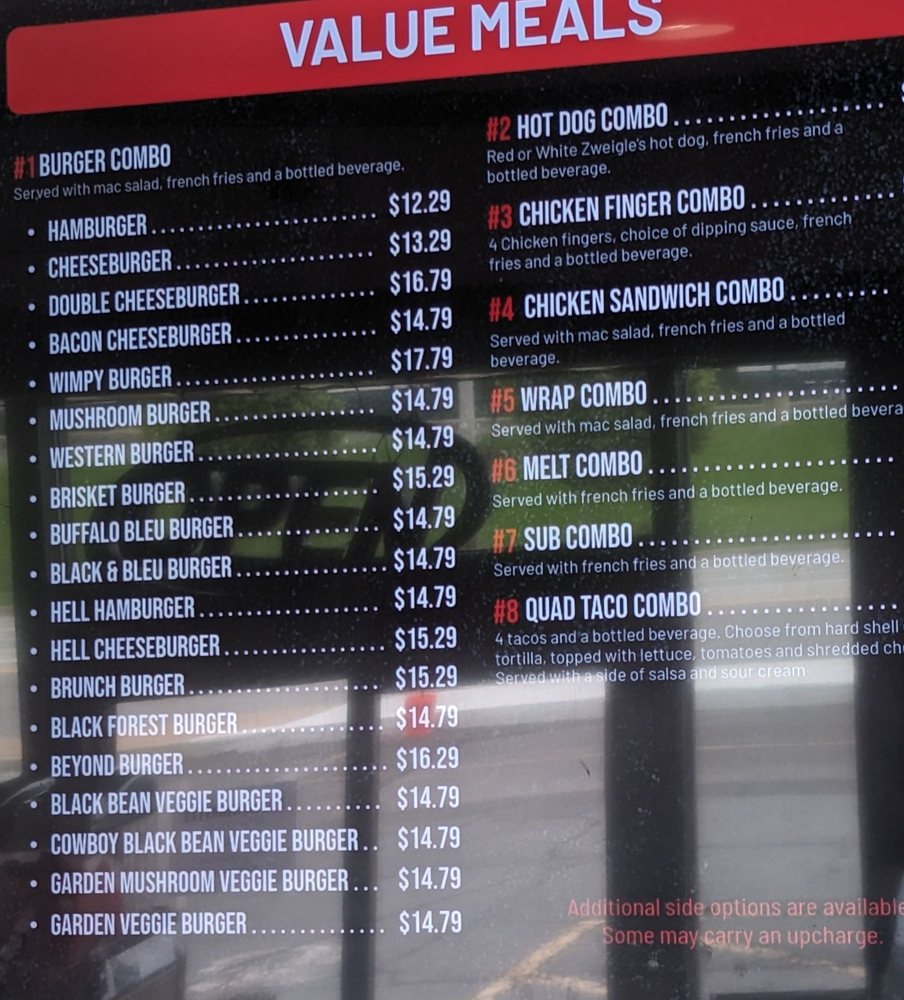 VALUE MEALS
#1 BURGER COMBO
Served with mac salad, french fries and a bottled beverage.
• HAMBURGER.............................. $12.29
• CHEESEBURGER.......................... $13.29
• DOUBLE CHEESEBURGER................. $16.79
• BACON CHEESEBURGER.................. $14.79
• WIMPY BURGER.......................... $17.79
• MUSHROOM BURGER..................... $14.79
• WESTERN BURGER....................... $14.79
• BRISKET BURGER........................ $15.29
• BUFFALO BLEU BURGER.................. $14.79
• BLACK & BLEU BURGER.................. $14.79
• HELL HAMBURGER....................... $14.79
• HELL CHEESEBURGER.................... $15.29
• BRUNCH BURGER........................ $15.29
• BLACK FOREST BURGER.................. $14.79
• BEYOND BURGER......................... $16.29
• BLACK BEAN VEGGIE BURGER........... $14.79
• COWBOY BLACK BEAN VEGGIE BURGER.. $14.79
• GARDEN MUSHROOM VEGGIE BURGER... $14.79
• GARDEN VEGGIE BURGER................ $14.79
#2 HOT DOG COMBO....................
Red or White Zweigle's hot dog, french fries and a
bottled beverage.
#3 CHICKEN FINGER COMBO.............
4 Chicken fingers, choice of dipping sauce, french
fries and a bottled beverage.
#4 CHICKEN SANDWICH COMBO.........
Served with mac salad, french fries and a bottled
beverage.
#5 WRAP COMBO.......................
Served with mac salad, french fries and a bottled
#6 MELT COMBO.......................
Served with french fries and a bottled beverage.
#7 SUB COMBO........................
Served with french fries and a bottled beverage.
#8 QUAD TACO COMBO.................
4 tacos and a bottled beverage. Choose from hard shell
tortilla, topped with lettuce, tomatoes and shredded
Served with a side of salsa and sour cream
Additional side options are available
Some may carry an upcharge.
OPEN